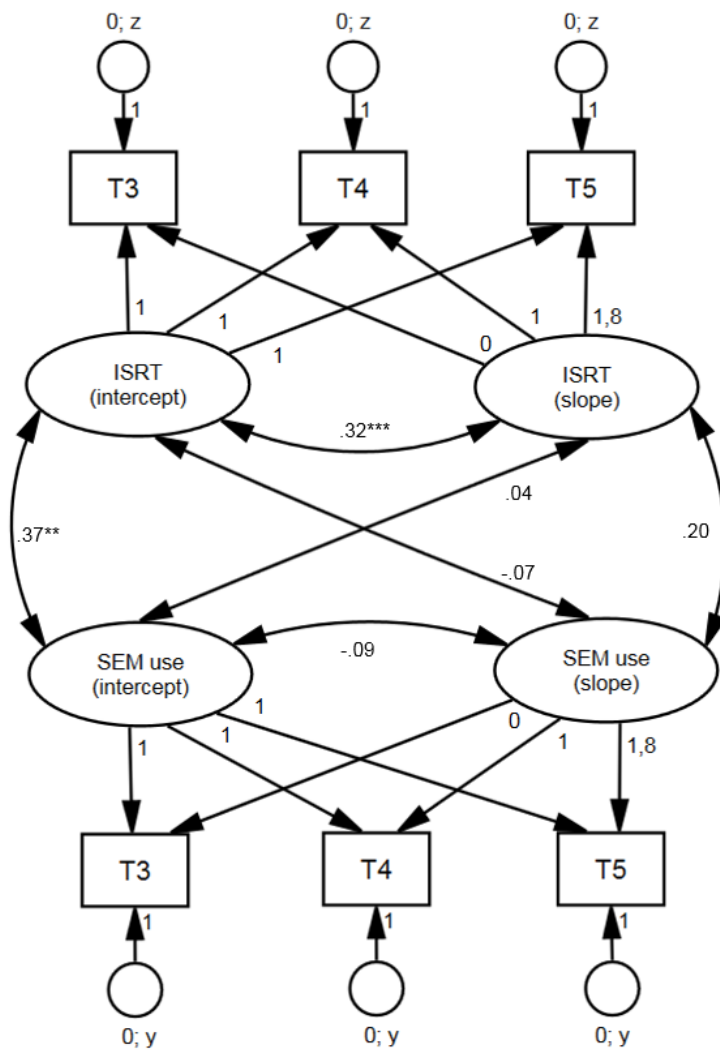 0; z 0; z 0; z
1 1 1
T3 T4 T5
1 1 1 0 1 1,8
ISRT
(intercept)
ISRT
(slope)
.32***
.04
.37** .20
-.07
-.09
SEM use
(intercept)
SEM use
(slope)
1 1 1 0 1 1,8
T3 T4 T5
1 1 1
0; y 0; y 0; y